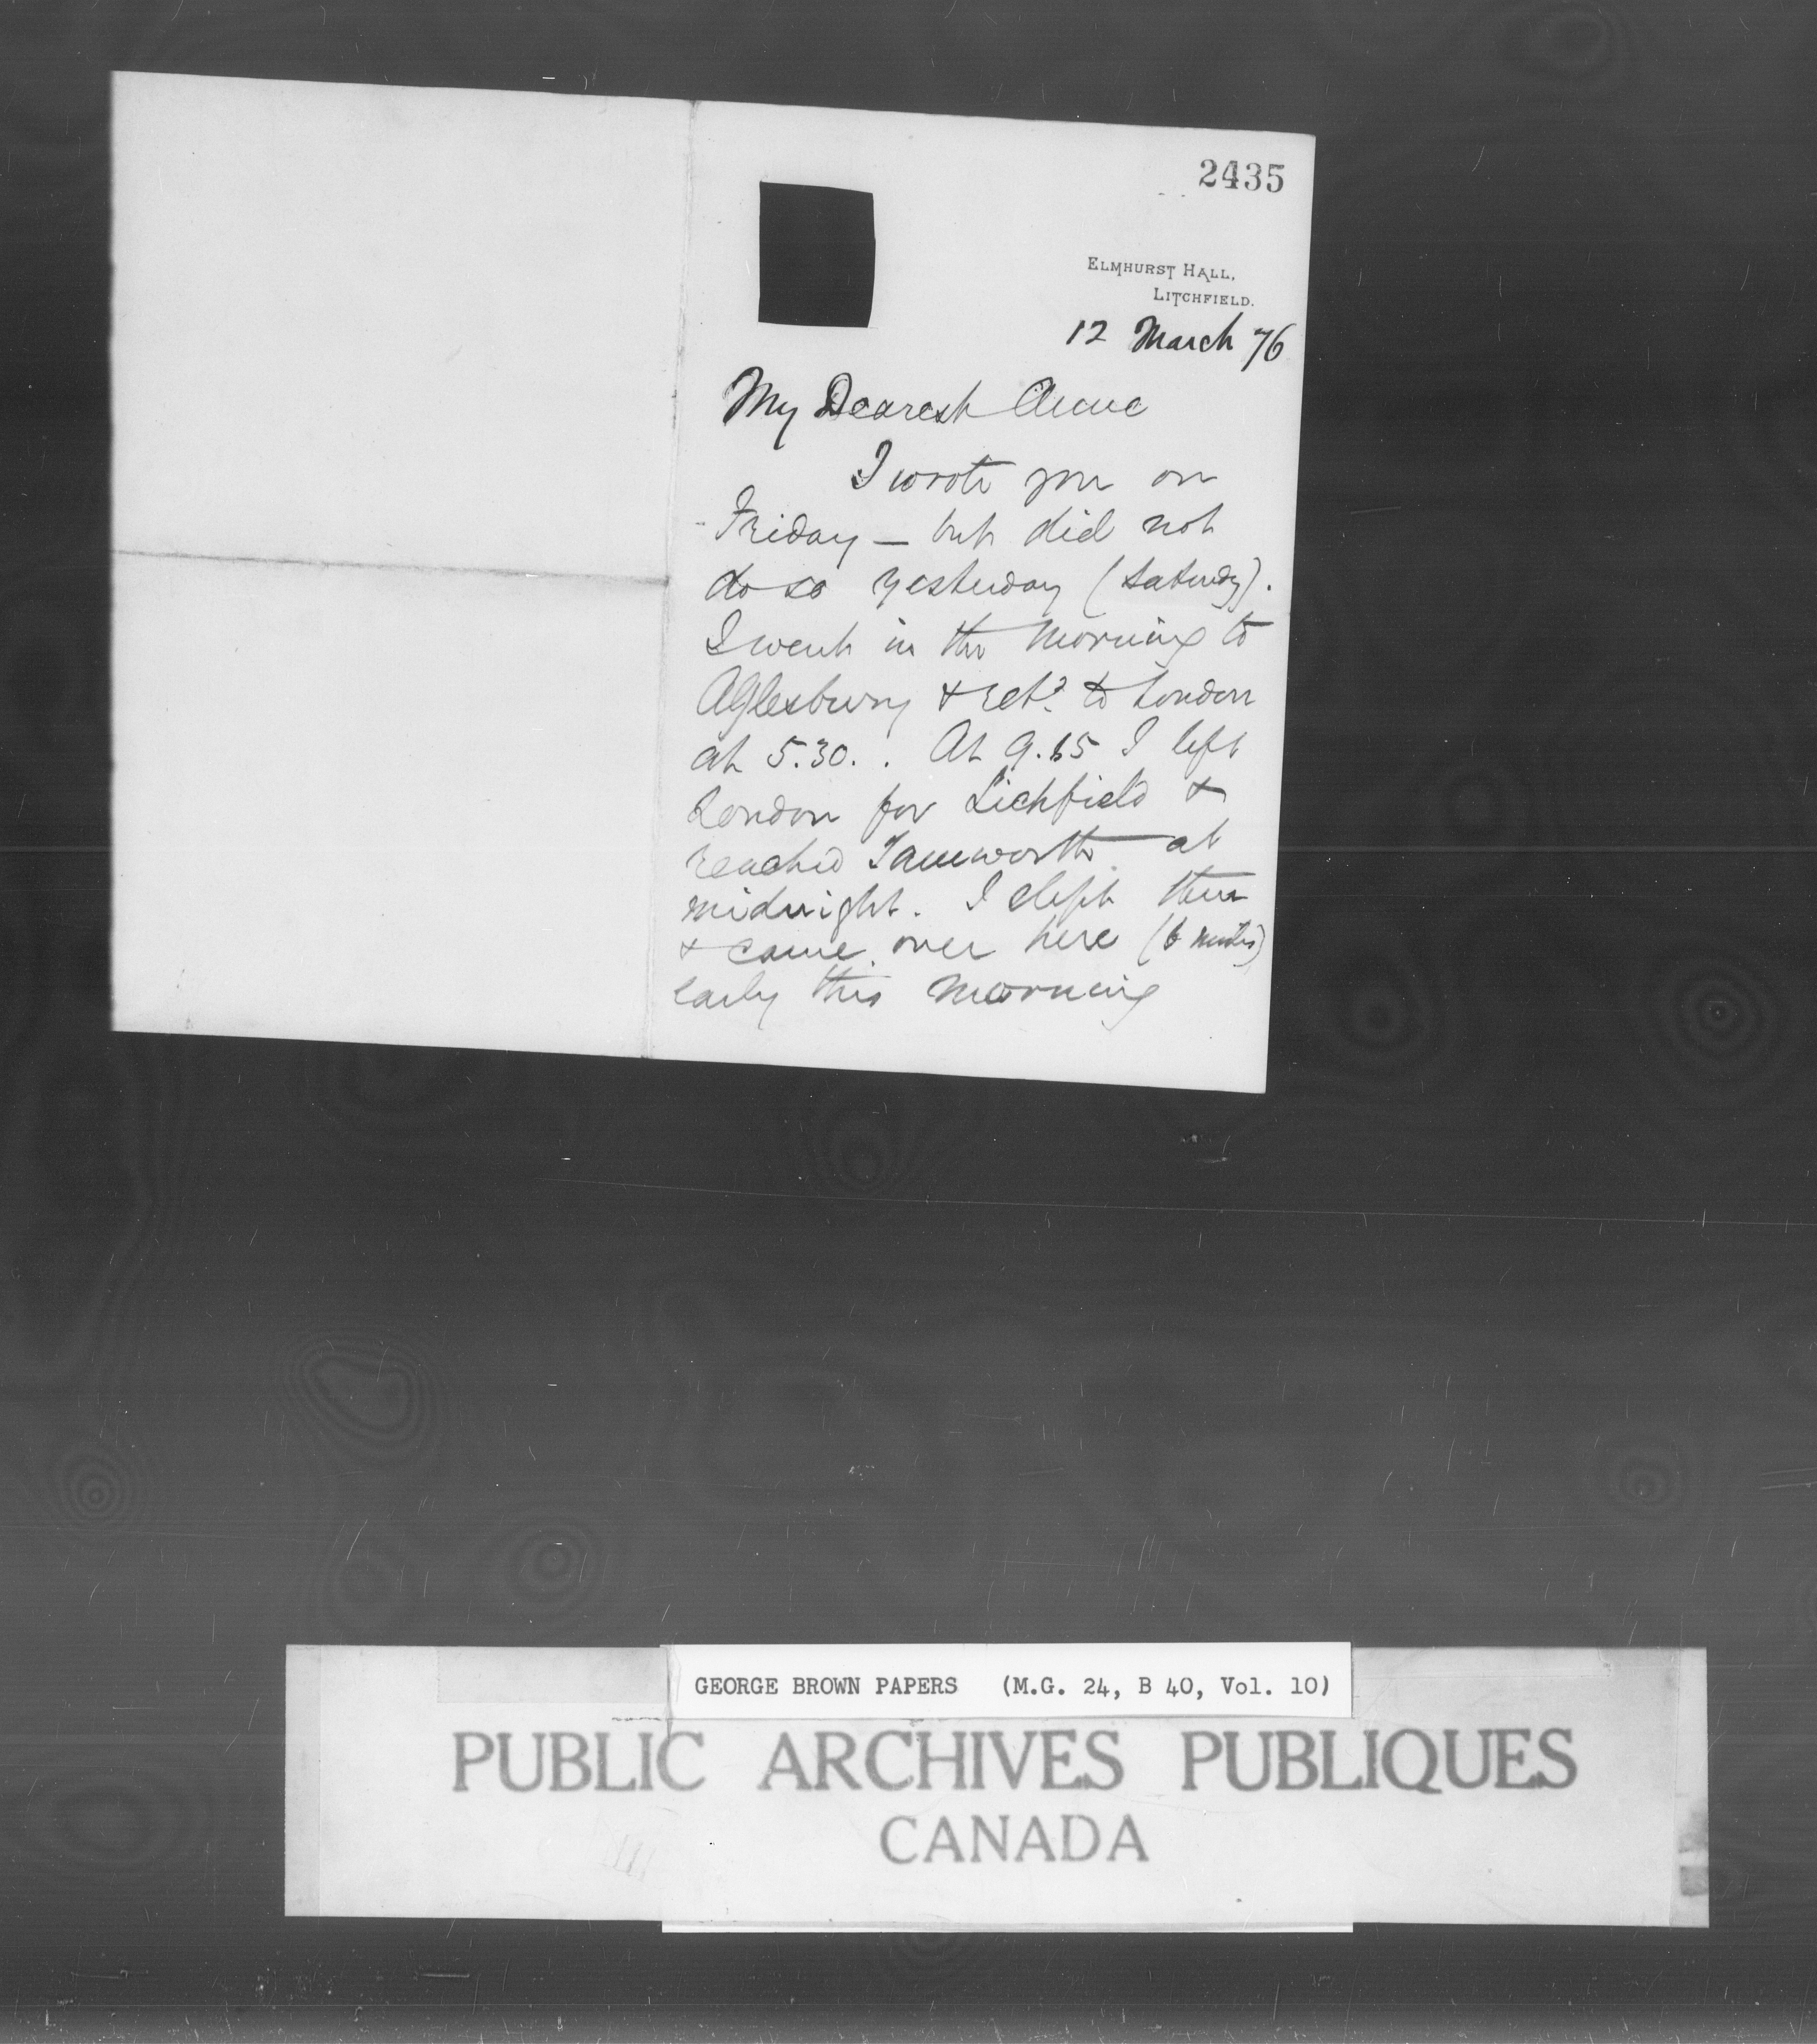 2435
ELMHURST HALL,
LITCHFIELD.
12 March 76
My Dearest Anne
I wrote you on
Friday — but did not
do so yesterday (Saturdy).
I went in the morning to
Aylesbury & retd. to London
at 5.30. . At 9.15 I left
London for Lichfield &
reached Tamworth at
midnight. I slept there
& came over here (6 miles)
early this morning
GEORGE BROWN PAPERS (M.G. 24, B 40, Vol. 10)
PUBLIC ARCHIVES PUBLIQUES
CANADA